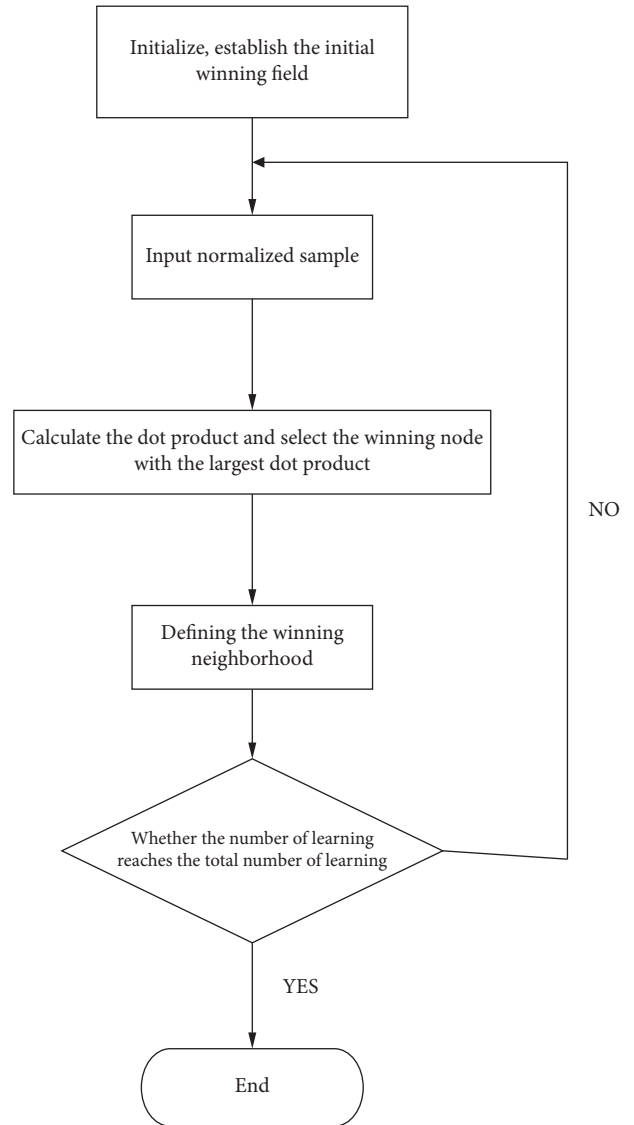 Initialize, establish the initial
winning field
Input normalized sample
Calculate the dot product and select the winning node
with the largest dot product
NO
Defining the winning
neighborhood
Whether the number of learning
reaches the total number of learning
YES
End